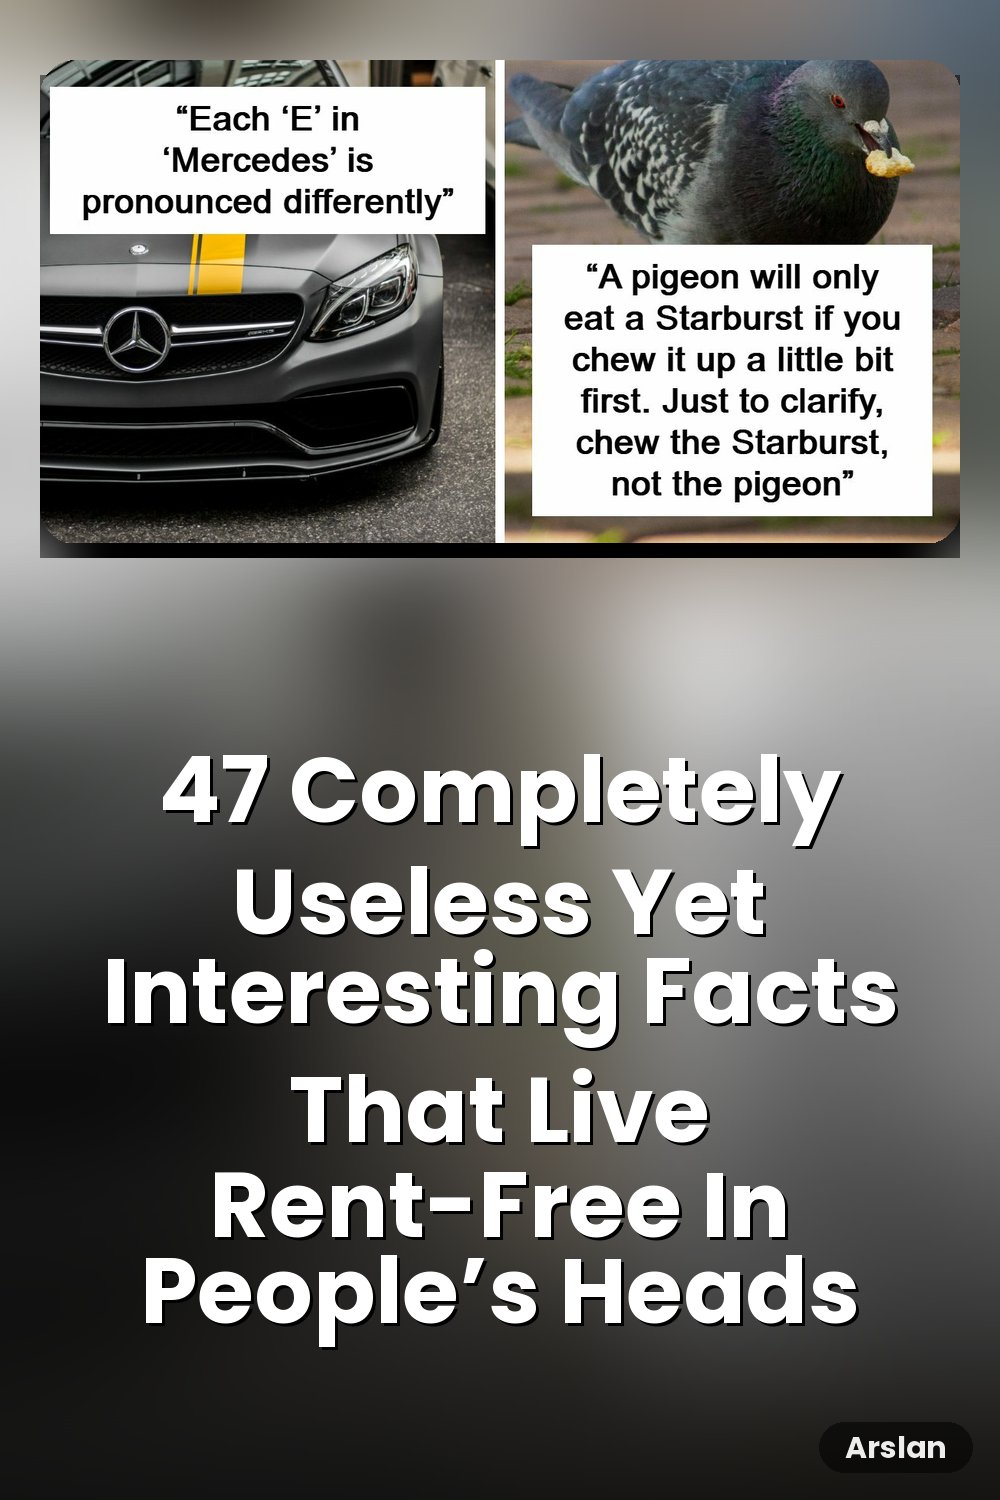 “Each ‘E’ in
‘Mercedes’ is
pronounced differently”
“A pigeon will only
eat a Starburst if you
chew it up a little bit
first. Just to clarify,
chew the Starburst,
not the pigeon”
47 Completely
Useless Yet
Interesting Facts
That Live
Rent-Free In
People’s Heads
Arslan